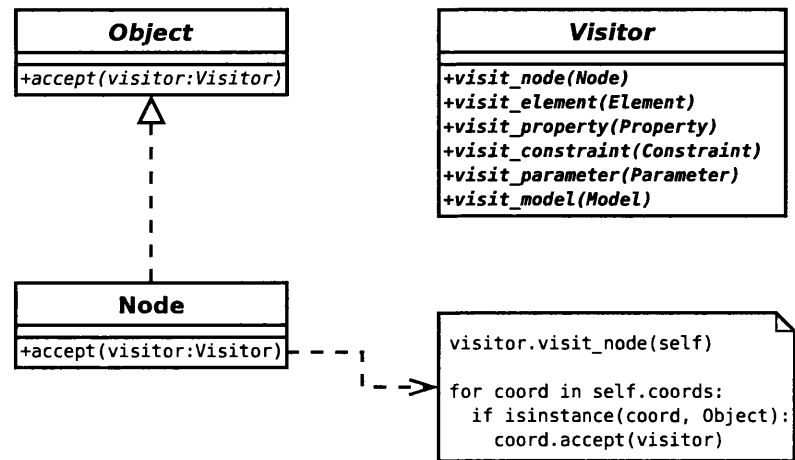 Object
+accept(visitor:Visitor)
Visitor
+visit_node(Node)
+visit_element(Element)
+visit_property(Property)
+visit_constraint(Constraint)
+visit_parameter(Parameter)
+visit_model(Model)
Node
+accept(visitor:Visitor)
visitor.visit_node(self)
for coord in self.coords:
if isinstance(coord, Object):
coord.accept(visitor)